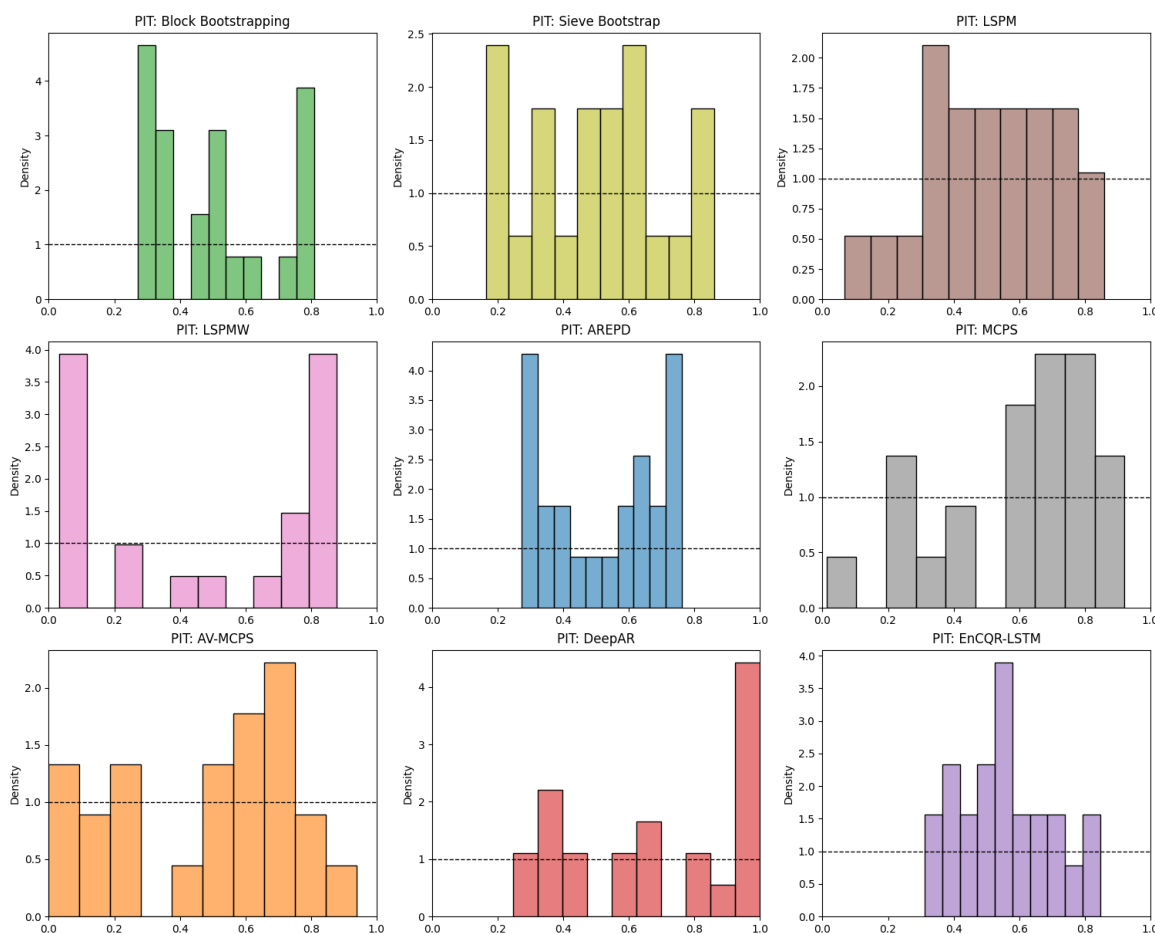 PIT: Block Bootstrapping
PIT: Sieve Bootstrap
PIT: LSPM
Density
4
3
2
1
0
0.0 0.2 0.4 0.6 0.8 1.0
Density
2.5
2.0
1.5
1.0
0.5
0.0
0.0 0.2 0.4 0.6 0.8 1.0
Density
2.00
1.75
1.50
1.25
1.00
0.75
0.50
0.25
0.00
0.0 0.2 0.4 0.6 0.8 1.0
PIT: LSPMW
PIT: AREPD
PIT: MCPS
Density
4.0
3.5
3.0
2.5
2.0
1.5
1.0
0.5
0.0
0.0 0.2 0.4 0.6 0.8 1.0
Density
4.0
3.5
3.0
2.5
2.0
1.5
1.0
0.5
0.0
0.0 0.2 0.4 0.6 0.8 1.0
Density
2.0
1.5
1.0
0.5
0.0
0.0 0.2 0.4 0.6 0.8 1.0
PIT: AV-MCPS
PIT: DeepAR
PIT: EnCQR-LSTM
Density
2.0
1.5
1.0
0.5
0.0
0.0 0.2 0.4 0.6 0.8 1.0
Density
4
3
2
1
0
0.0 0.2 0.4 0.6 0.8 1.0
Density
4.0
3.5
3.0
2.5
2.0
1.5
1.0
0.5
0.0
0.0 0.2 0.4 0.6 0.8 1.0